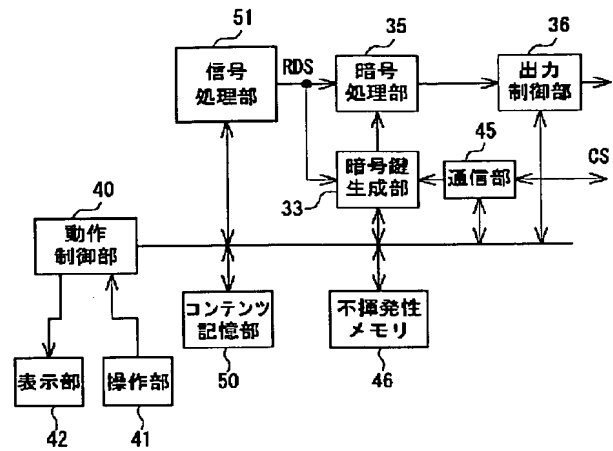 51
信号
処理部
RDS
35
暗号
処理部
36
出力
制御部
45
通信部
CS
暗号鍵
生成部
33
40
動作
制御部
コンテンツ
記憶部
50
不揮発性
メモリ
46
表示部
42
操作部
41